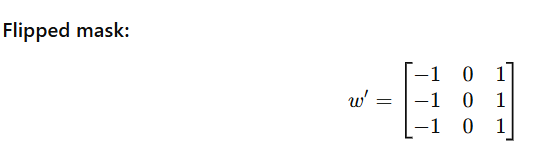 Flipped mask:
w′ = [−1 0 1
−1 0 1
−1 0 1]